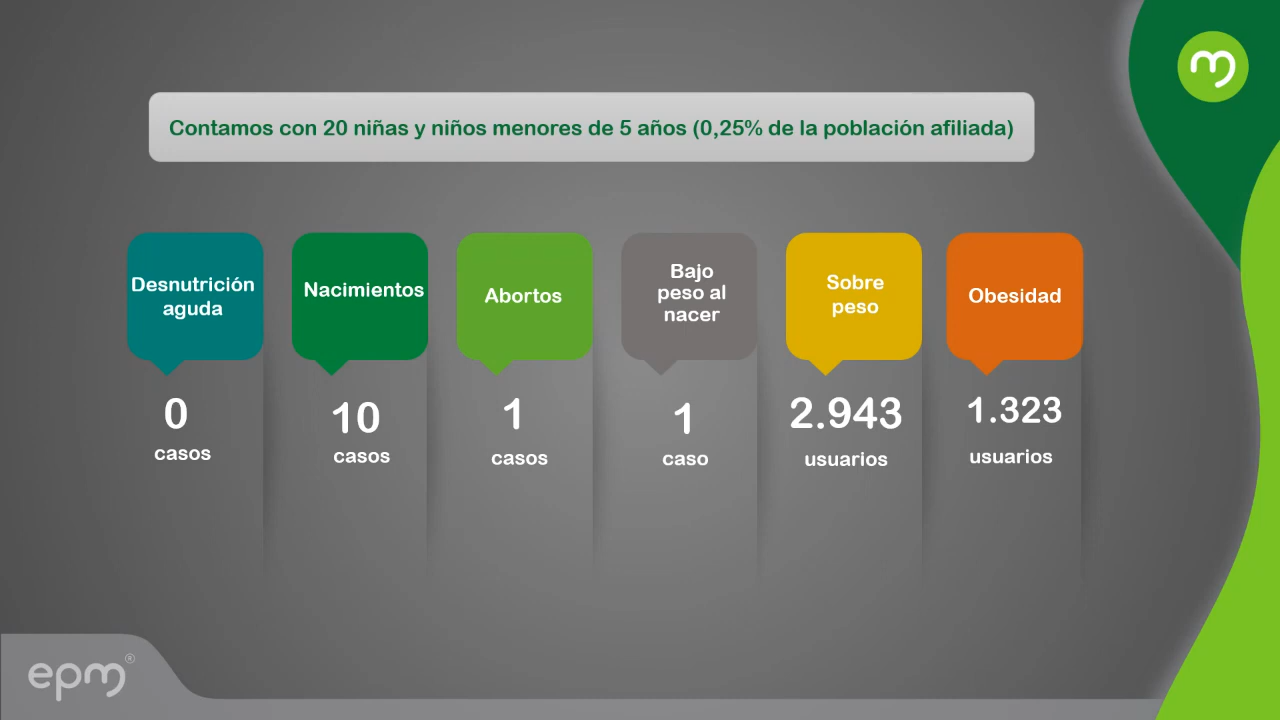 Contamos con 20 niñas y niños menores de 5 años (0,25% de la población afiliada)
Desnutrición
aguda
0
casos
Nacimientos
10
casos
Abortos
1
casos
Bajo
peso al
nacer
1
caso
Sobre
peso
2.943
usuarios
Obesidad
1.323
usuarios
epm®